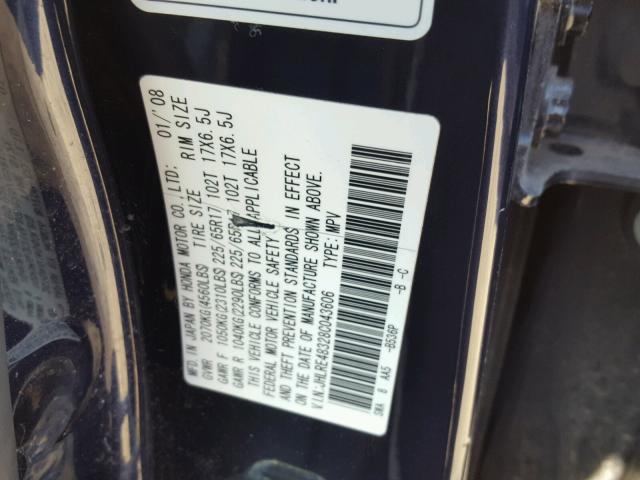 MFD. IN JAPAN BY HONDA MOTOR CO., LTD: 01/'08
GVWR 2070KG(4560LBS) TIRE SIZE RIM SIZE
GAWR F 1050KG(2310LBS) 225/65R17 102T 17X6.5J
GAWR R 1040KG(2290LBS) 225/65R17 102T 17X6.5J
THIS VEHICLE CONFORMS TO ALL APPLICABLE
FEDERAL MOTOR VEHICLE SAFETY
AND THEFT PREVENTION STANDARDS IN EFFECT
ON THE DATE OF MANUFACTURE SHOWN ABOVE.
V.I.N:JHLRE48328C043606 TYPE:MPV
SWA B AA5 -B536P -B -C